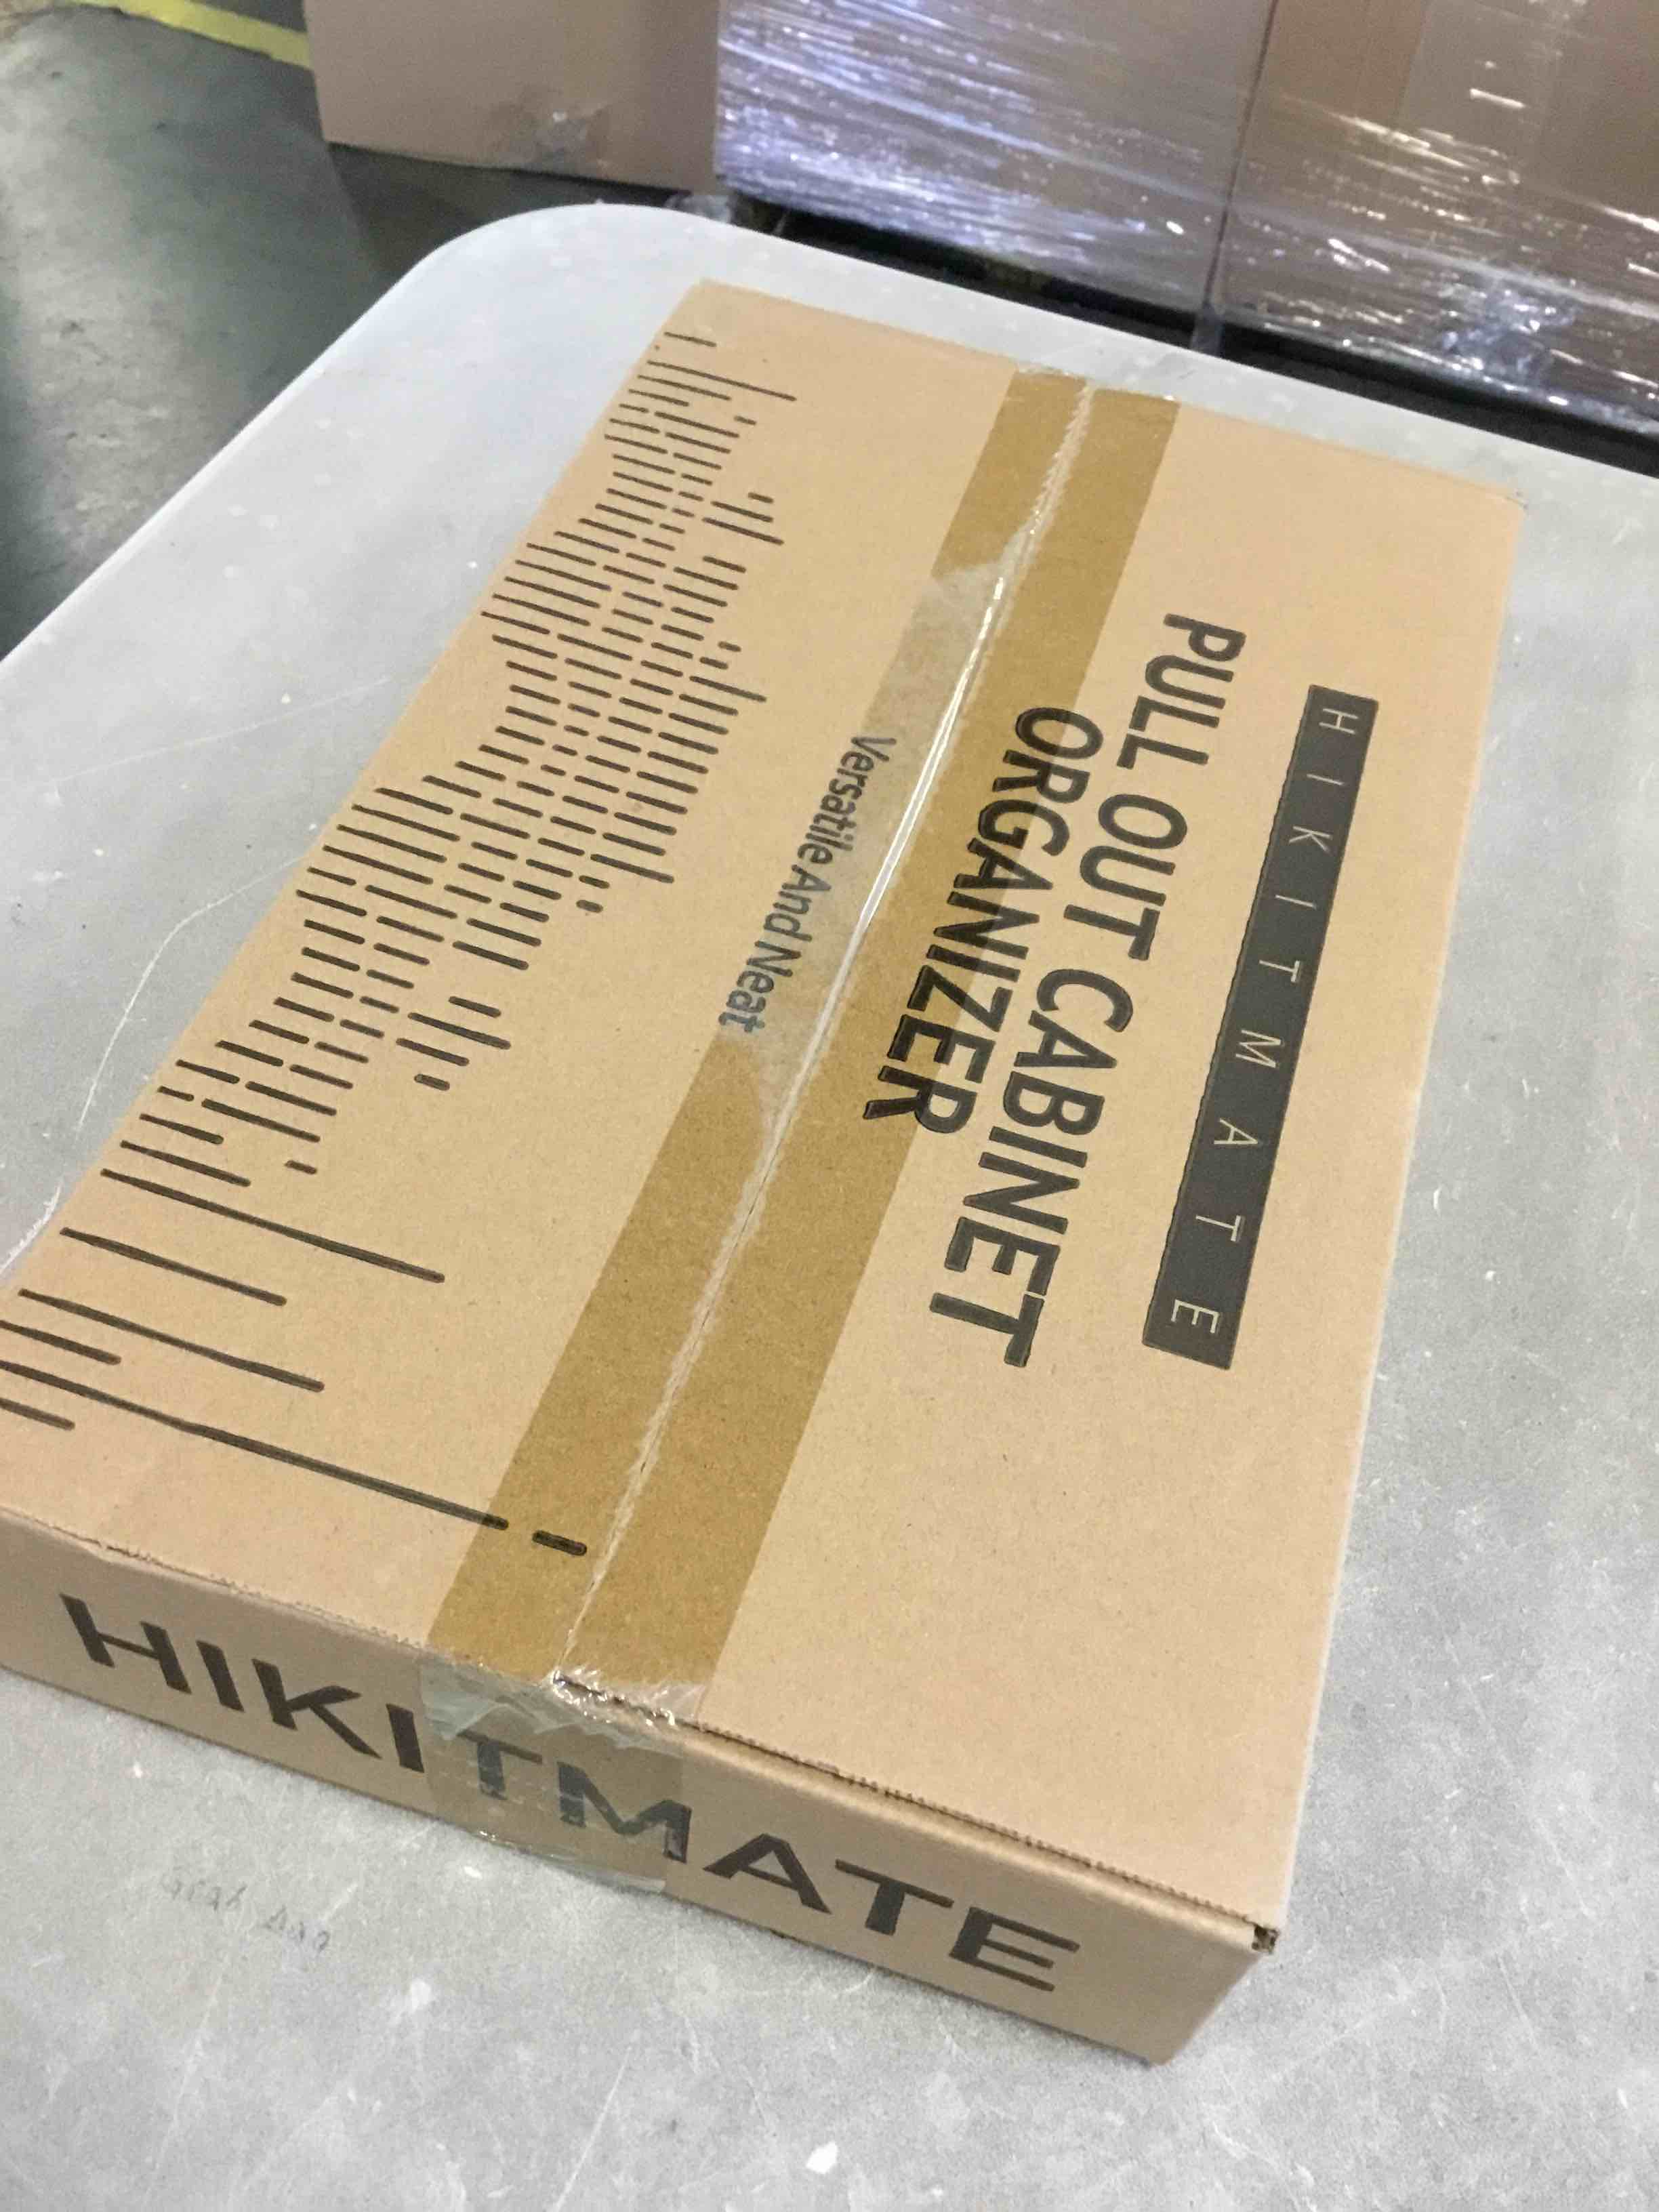 HIKITMATE
PULL OUT CABINET
ORGANIZER
Versatile And Neat
HIKITMATE